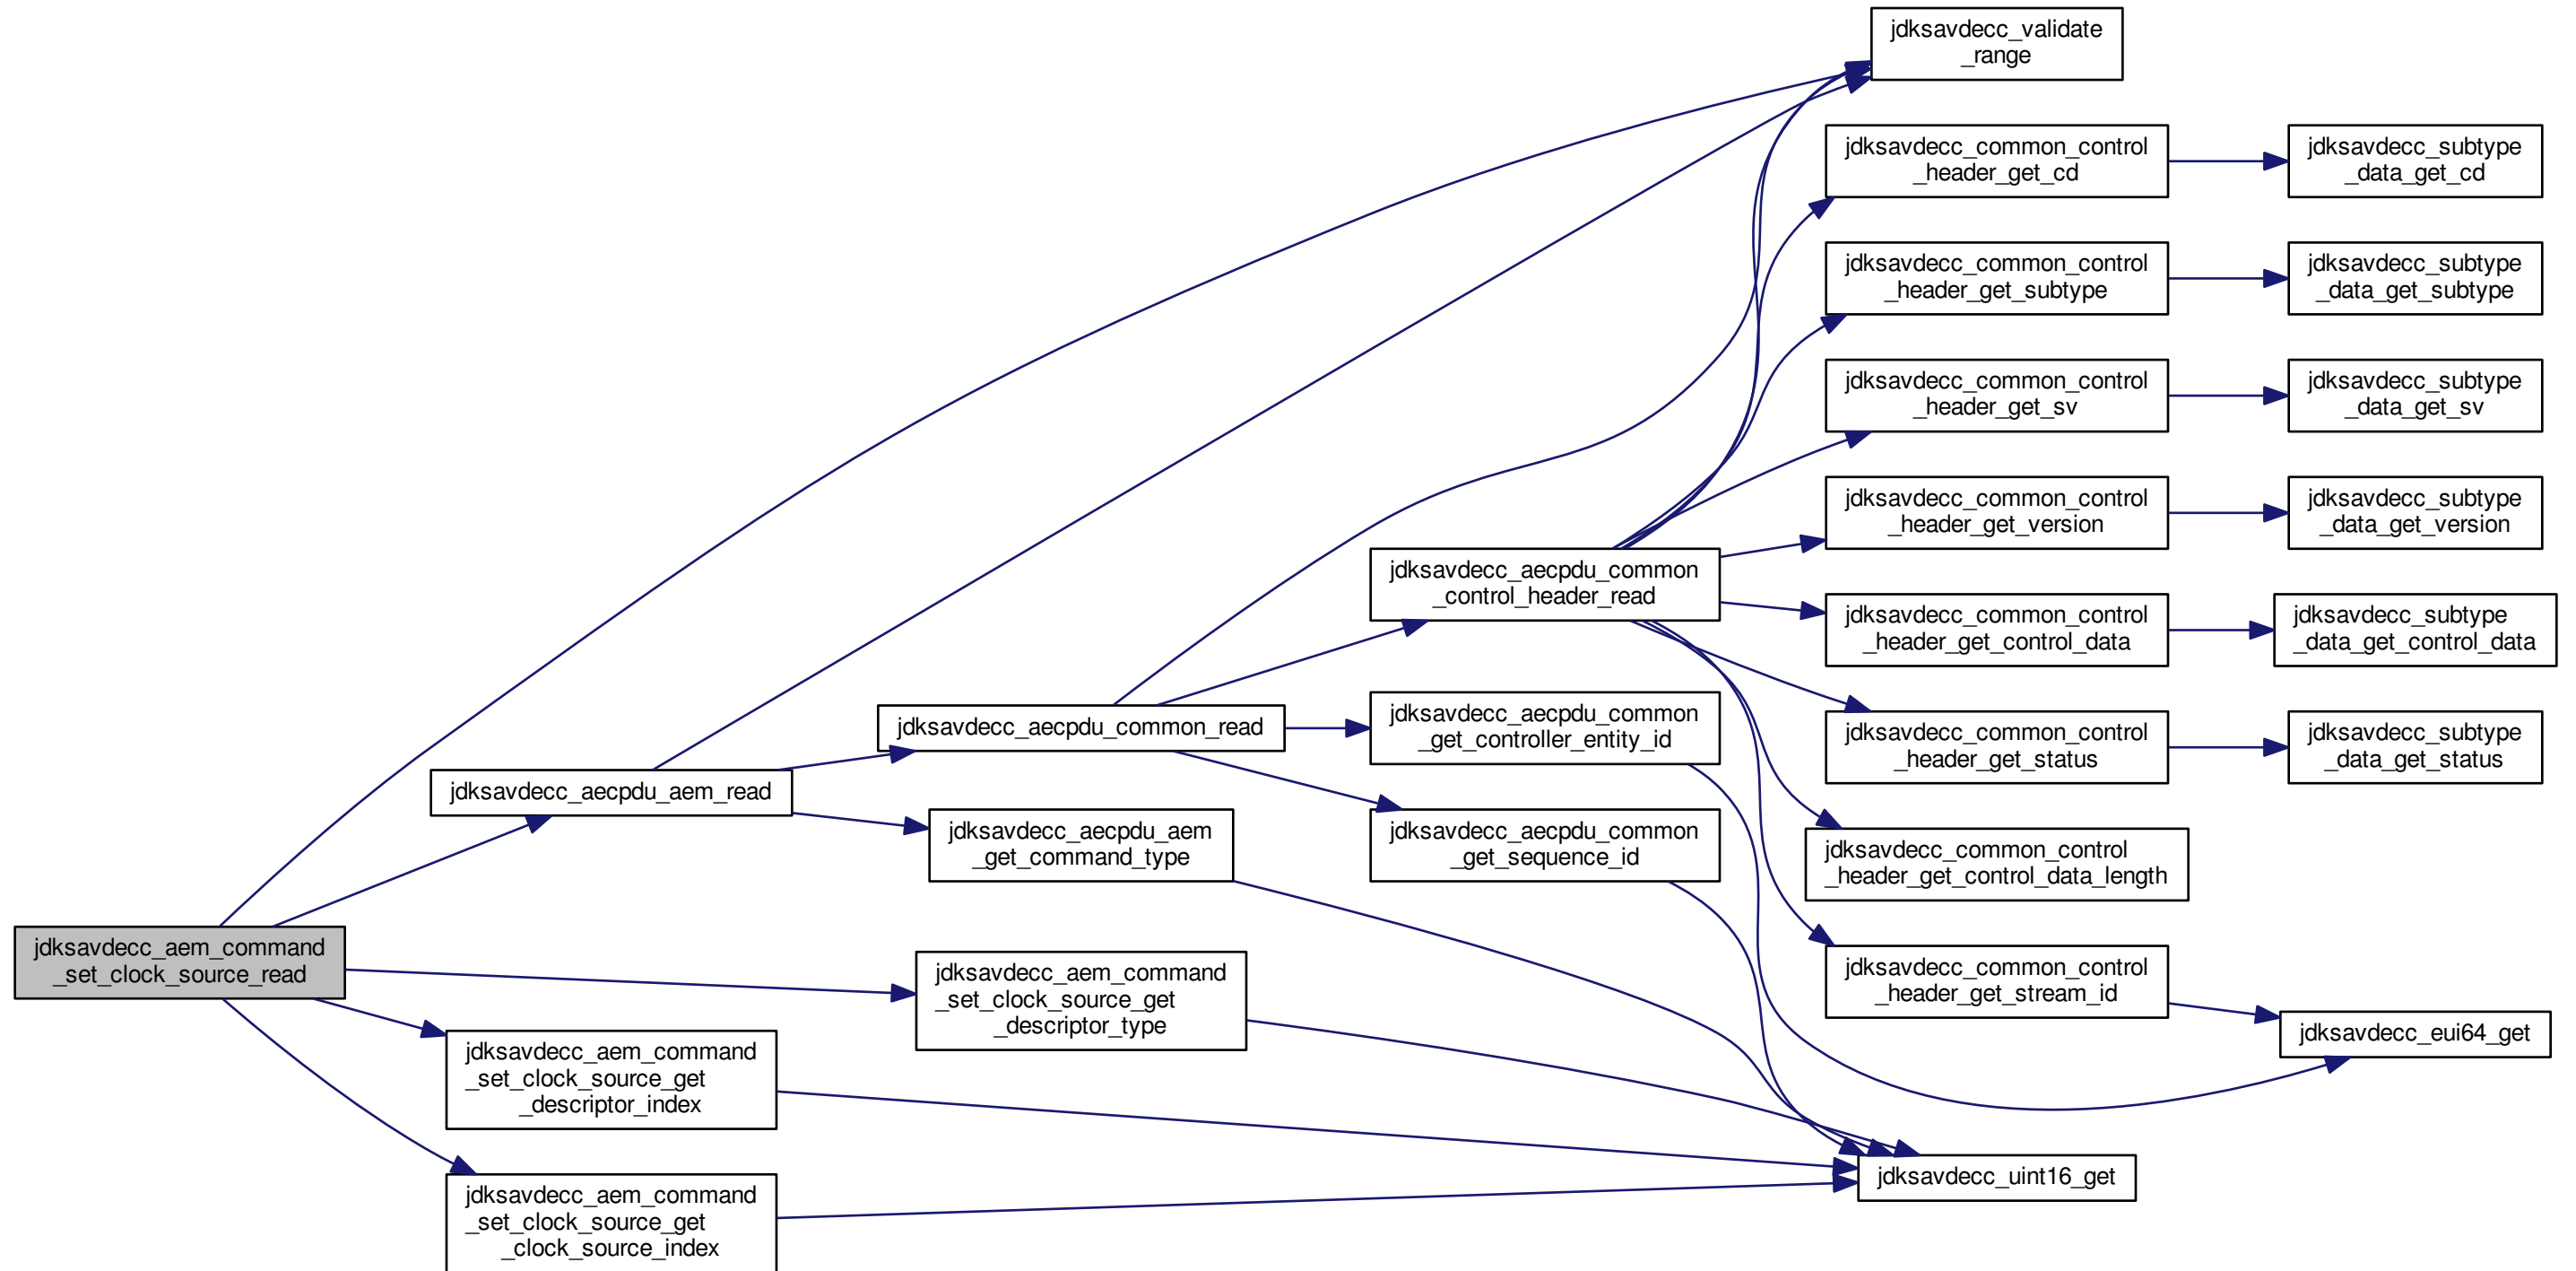 jdksavdecc_aem_command
_set_clock_source_read
jdksavdecc_aecpdu_aem_read
jdksavdecc_aem_command
_set_clock_source_get
_descriptor_index
jdksavdecc_aem_command
_set_clock_source_get
_clock_source_index
jdksavdecc_aecpdu_common_read
jdksavdecc_aecpdu_aem
_get_command_type
jdksavdecc_aem_command
_set_clock_source_get
_descriptor_type
jdksavdecc_aecpdu_common
_control_header_read
jdksavdecc_aecpdu_common
_get_controller_entity_id
jdksavdecc_aecpdu_common
_get_sequence_id
jdksavdecc_validate
_range
jdksavdecc_common_control
_header_get_cd
jdksavdecc_common_control
_header_get_subtype
jdksavdecc_common_control
_header_get_sv
jdksavdecc_common_control
_header_get_version
jdksavdecc_common_control
_header_get_control_data
jdksavdecc_common_control
_header_get_status
jdksavdecc_common_control
_header_get_control_data_length
jdksavdecc_common_control
_header_get_stream_id
jdksavdecc_uint16_get
jdksavdecc_subtype
_data_get_cd
jdksavdecc_subtype
_data_get_subtype
jdksavdecc_subtype
_data_get_sv
jdksavdecc_subtype
_data_get_version
jdksavdecc_subtype
_data_get_control_data
jdksavdecc_subtype
_data_get_status
jdksavdecc_eui64_get